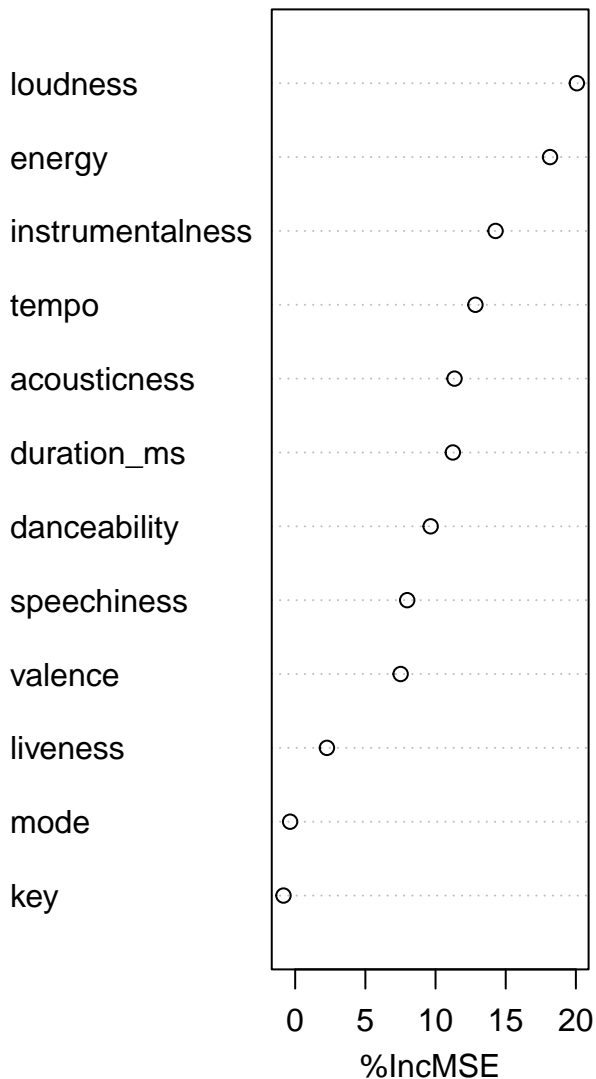 loudness
energy
instrumentalness
tempo
acousticness
duration_ms
danceability
speechiness
valence
liveness
mode
key
0 5 10 15 20
%IncMSE